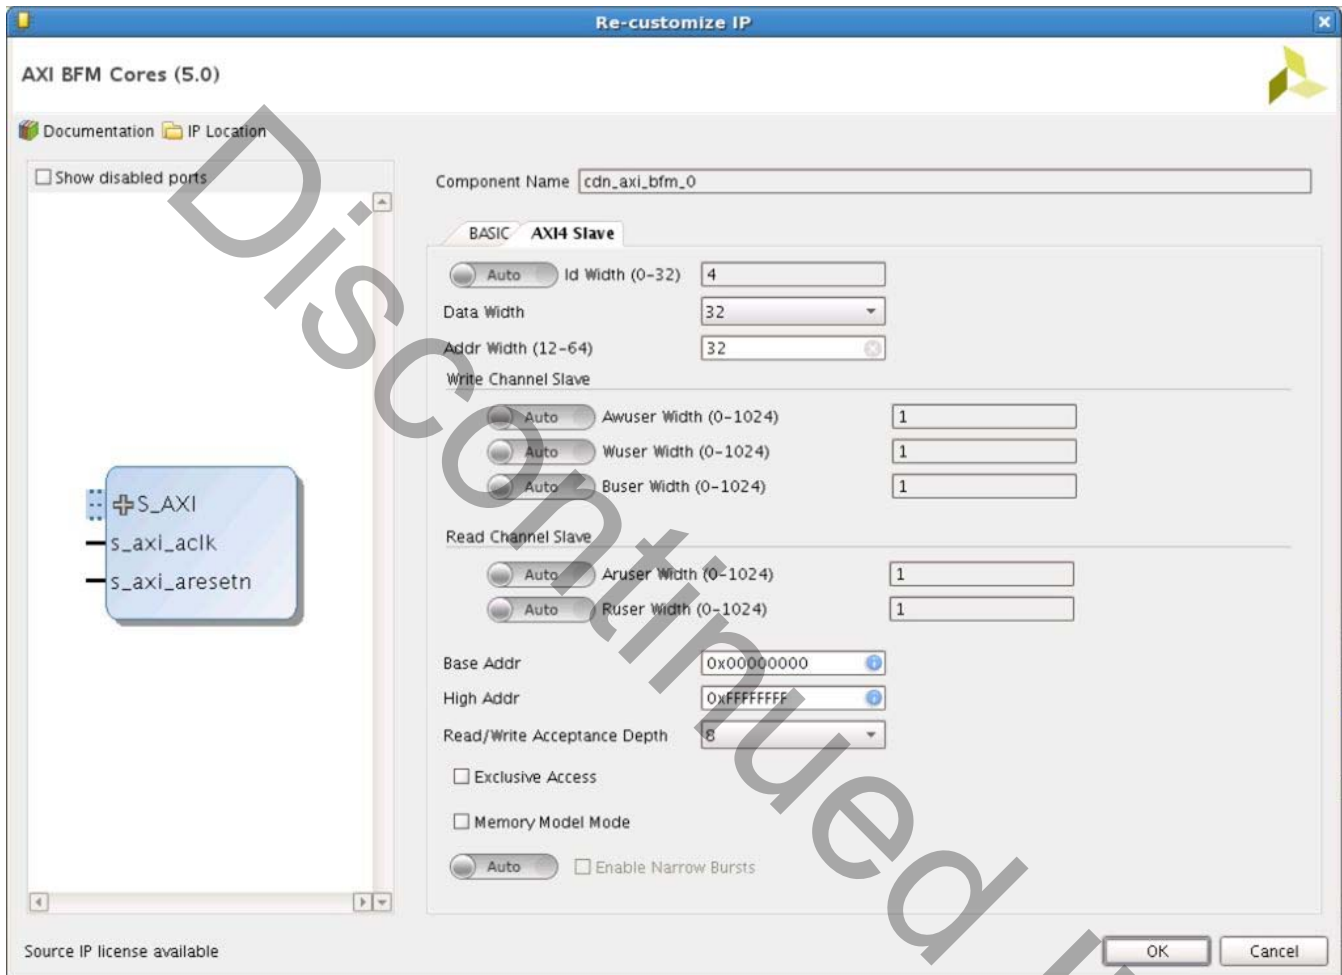 Re-customize IP
AXI BFM Cores (5.0)
Documentation IP Location
Show disabled ports
Component Name cdn_axi_bfm_0
BASIC AXI4 Slave
Auto Id Width (0-32) 4
Data Width 32
Addr Width (12-64) 32
Write Channel Slave
Auto Awuser Width (0-1024) 1
Auto Wuser Width (0-1024) 1
Auto Buser Width (0-1024) 1
S_AXI
s_axi_aclk
s_axi_aresetn
Read Channel Slave
Auto Aruser Width (0-1024) 1
Auto Ruser Width (0-1024) 1
Base Addr 0x00000000
High Addr 0xFFFFFFFF
Read/Write Acceptance Depth 8
Exclusive Access
Memory Model Mode
Auto Enable Narrow Bursts
Source IP license available
OK Cancel
Discontinued